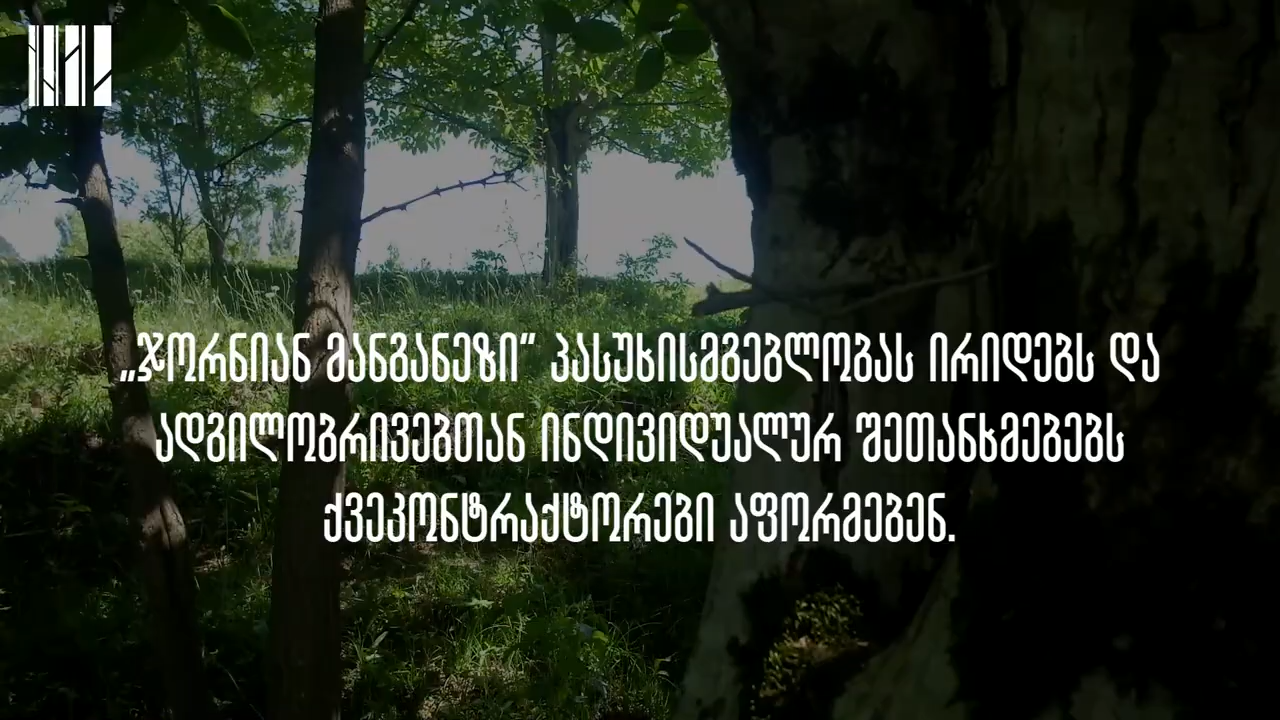 „ჯორჯიან მანგანეზი“ პასუხისმგებლობას ირიდებს და
ადგილობრივებთან ინდივიდუალურ შეთანხმებებს
ქვეკონტრაქტორები აფორმებენ.